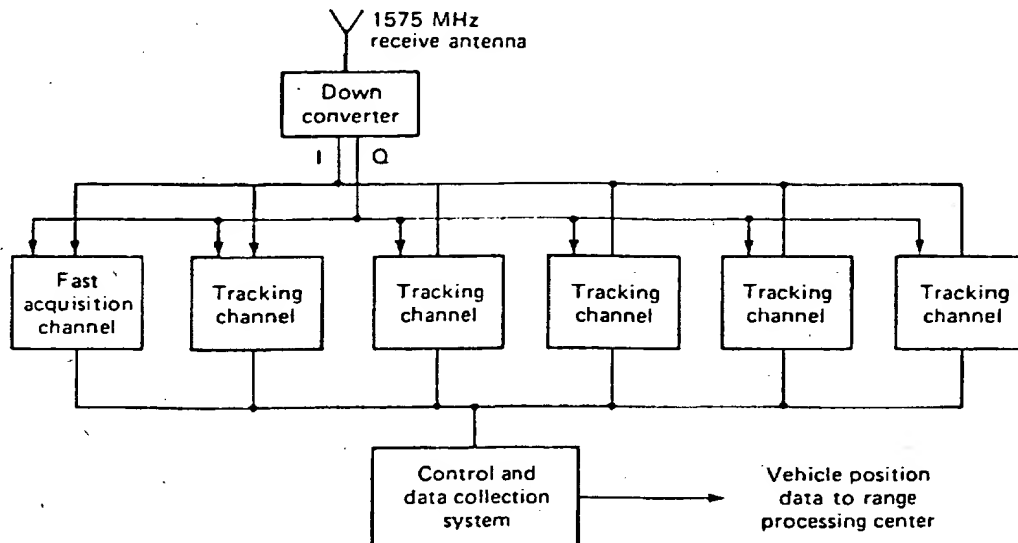 1575 MHz
receive antenna
Down
converter
I Q
Fast
acquisition
channel
Tracking
channel
Tracking
channel
Tracking
channel
Tracking
channel
Tracking
channel
Control and
data collection
system
Vehicle position
data to range
processing center